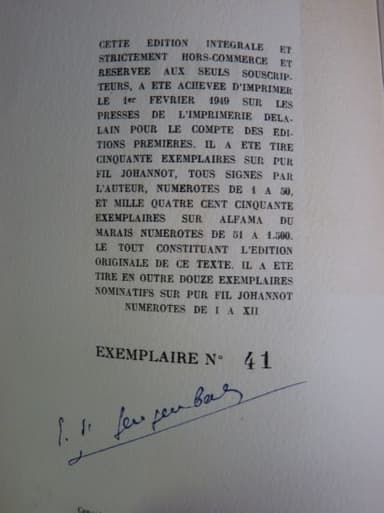 CETTE EDITION INTEGRALE ET
STRICTEMENT HORS-COMMERCE ET
RESERVEE AUX SEULS SOUSCRIP-
TEURS, A ETE ACHEVEE D'IMPRIMER
LE 1er FEVRIER 1949 SUR LES
PRESSES DE L'IMPRIMERIE DELA-
LAIN POUR LE COMPTE DES EDI-
TIONS PREMIERES. IL A ETE TIRE
CINQUANTE EXEMPLAIRES SUR PUR
FIL JOHANNOT, TOUS SIGNES PAR
L'AUTEUR, NUMEROTES DE 1 A 50,
ET MILLE QUATRE CENT CINQUANTE
EXEMPLAIRES SUR ALFAMA DU
MARAIS NUMEROTES DE 51 A 1.500.
LE TOUT CONSTITUANT L'EDITION
ORIGINALE DE CE TEXTE. IL A ETE
TIRE EN OUTRE DOUZE EXEMPLAIRES
NOMINATIFS SUR PUR FIL JOHANNOT
NUMEROTES DE I A XII
EXEMPLAIRE N° 41